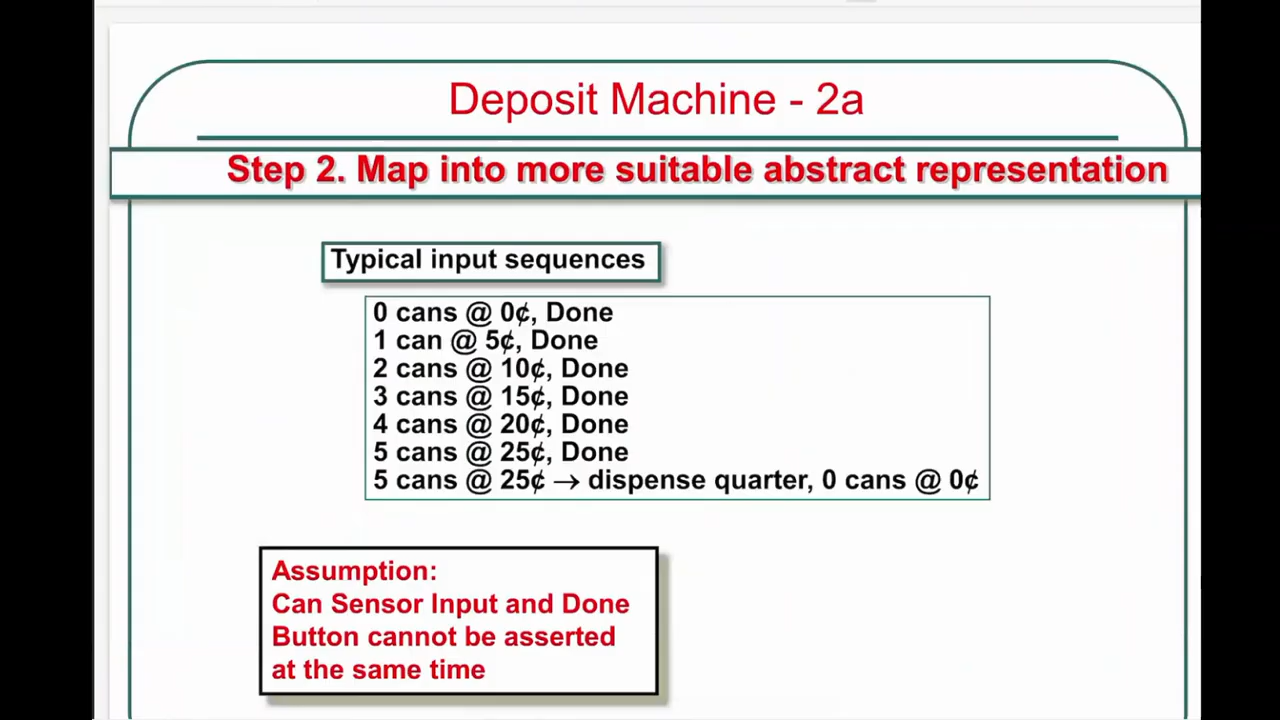 Deposit Machine - 2a
Step 2. Map into more suitable abstract representation
Typical input sequences
0 cans @ 0¢, Done
1 can @ 5¢, Done
2 cans @ 10¢, Done
3 cans @ 15¢, Done
4 cans @ 20¢, Done
5 cans @ 25¢, Done
5 cans @ 25¢ → dispense quarter, 0 cans @ 0¢
Assumption:
Can Sensor Input and Done
Button cannot be asserted
at the same time